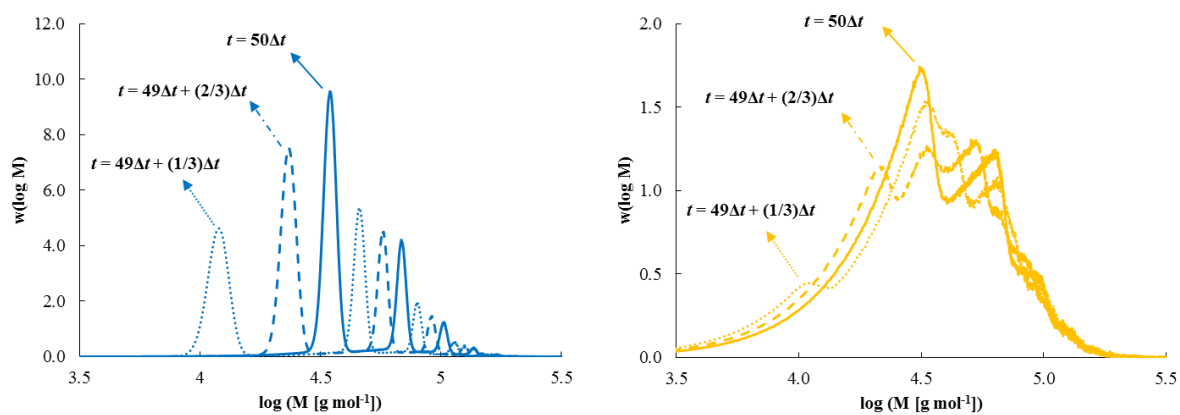 12.0
10.0
8.0
6.0
4.0
2.0
0.0
w(log M)
t = 50Δt
t = 49Δt + (2/3)Δt
t = 49Δt + (1/3)Δt
3.5 4 4.5 5 5.5
log (M [g mol⁻¹])
2.0
1.5
1.0
0.5
0.0
w(log M)
t = 50Δt
t = 49Δt + (2/3)Δt
t = 49Δt + (1/3)Δt
3.5 4.0 4.5 5.0 5.5
log (M [g mol⁻¹])